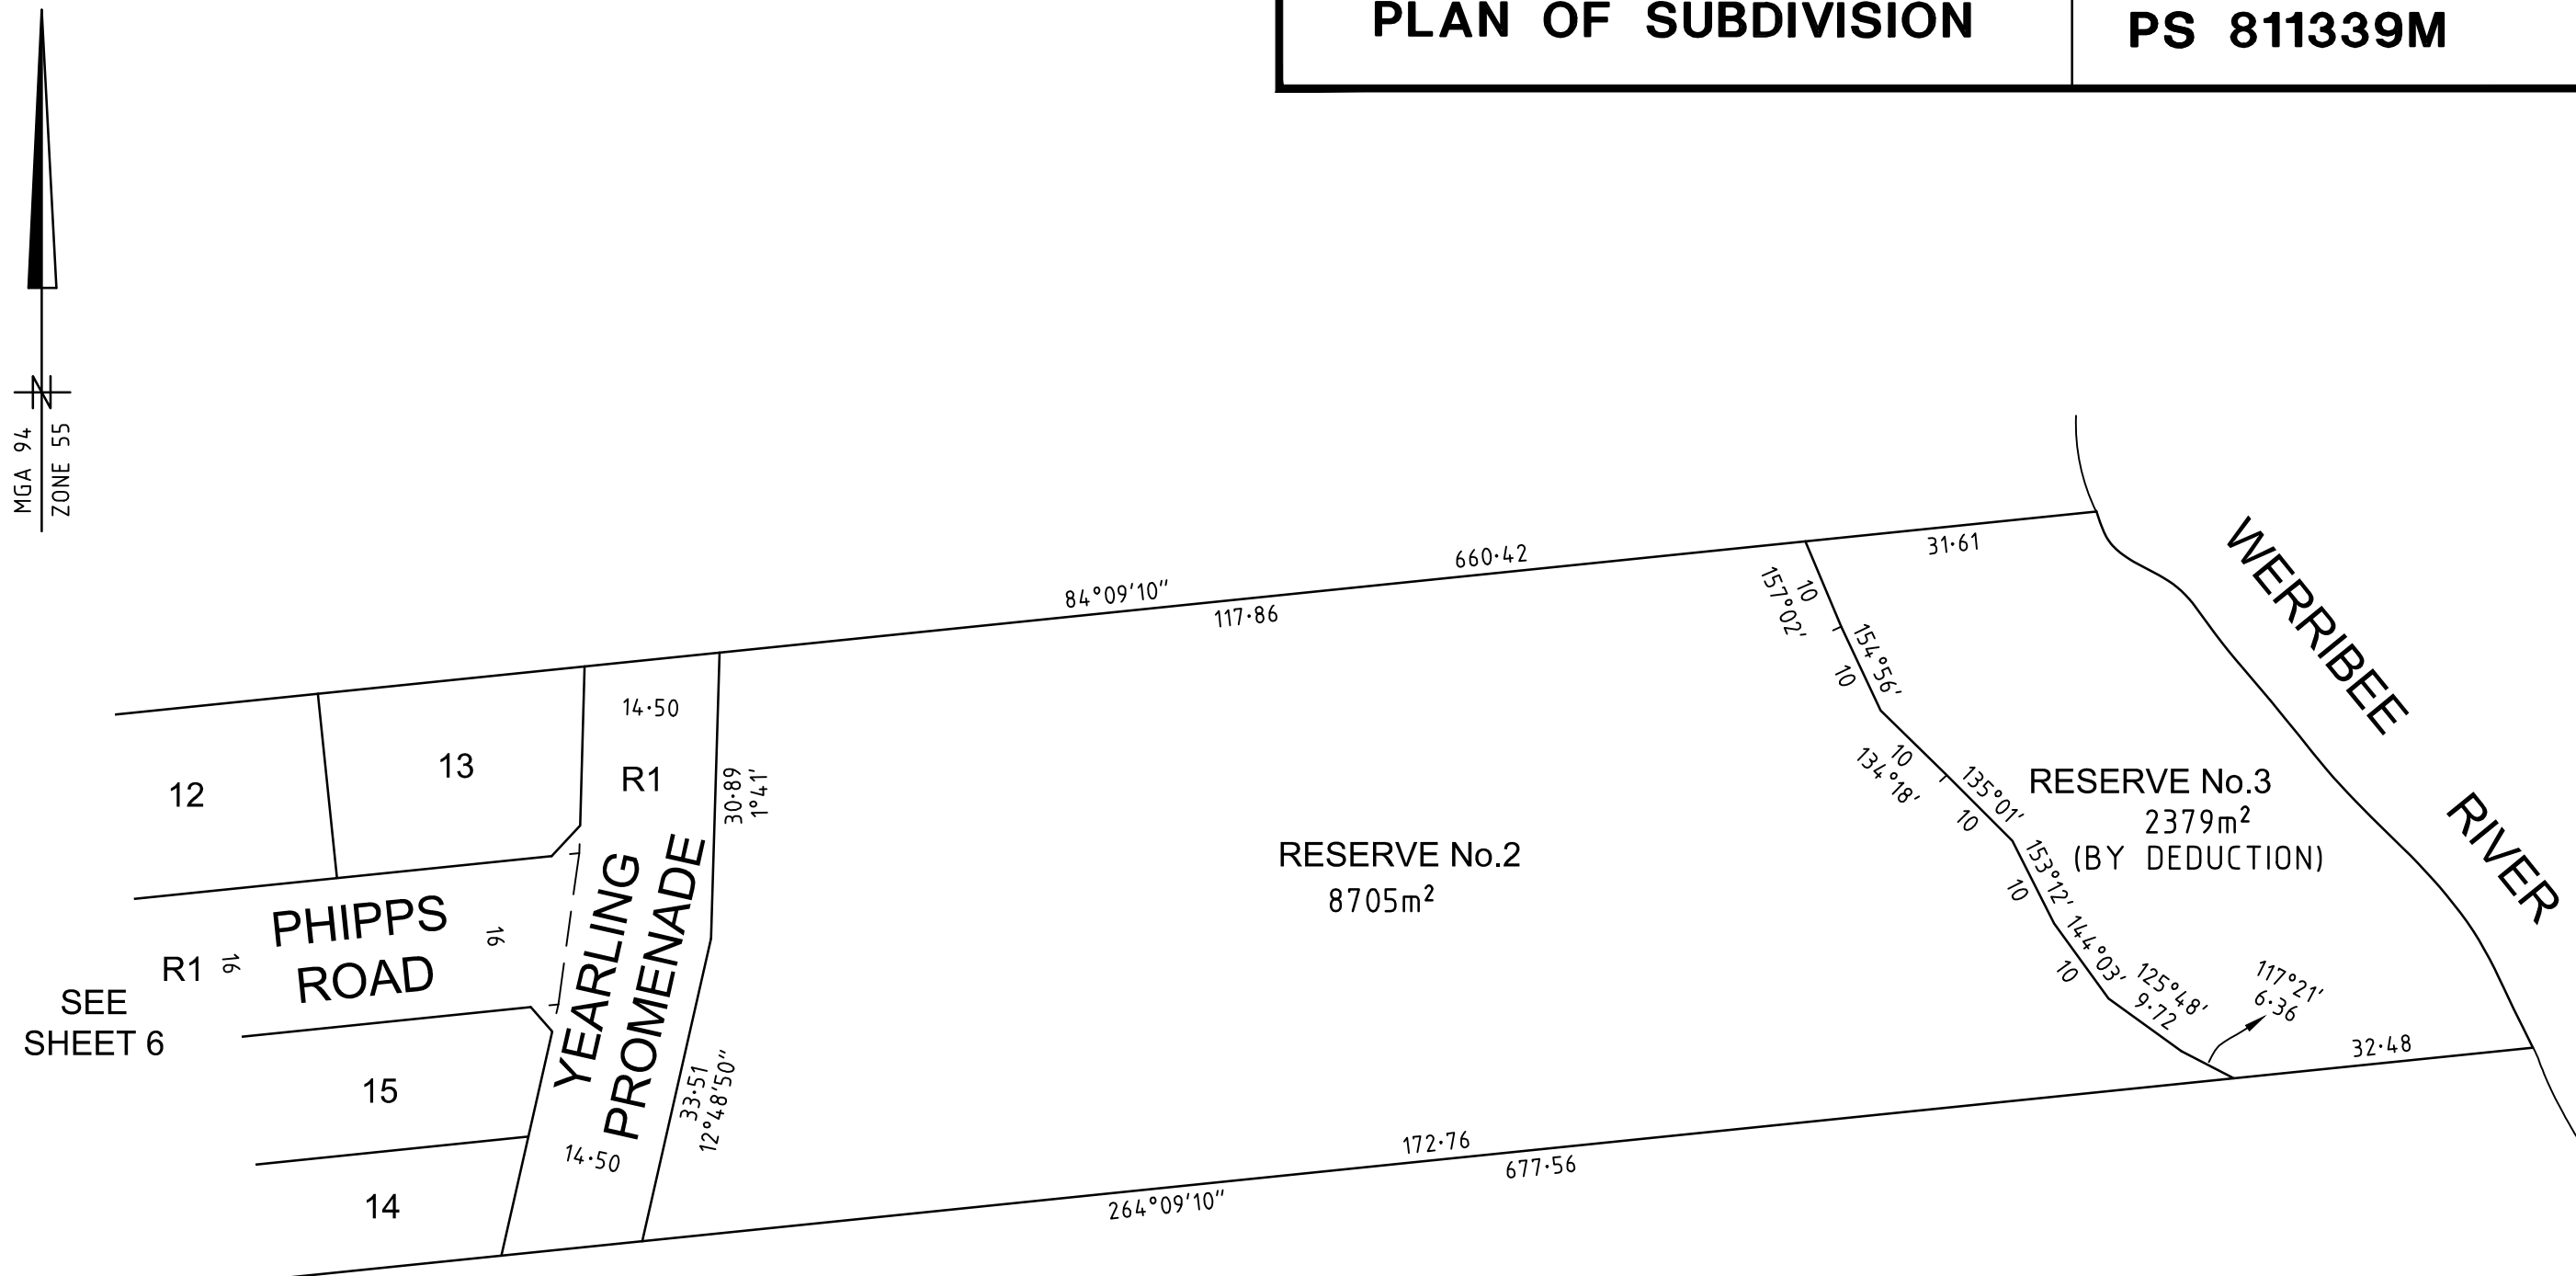 PLAN OF SUBDIVISION
PS 811339M
N
MGA 94
ZONE 55
WERRIBEE
RIVER
660·42
84°09'10"
117·86
31·61
10
157°02'
154°56'
10
10
134°18'
135°01'
10
153°12'
10
144°03'
10
125°48'
9·72
117°21'
6·36
RESERVE No.3
2379m²
(BY DEDUCTION)
32·48
RESERVE No.2
8705m²
14·50
R1
30·89
1°41'
12
13
YEARLING
PROMENADE
PHIPPS
ROAD
16
R1
16
SEE
SHEET 6
15
14
33·51
12°48'50"
14·50
172·76
677·56
264°09'10"